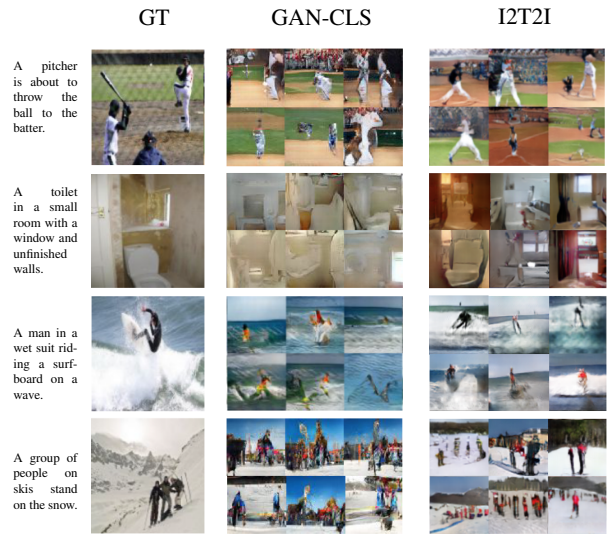 GT GAN-CLS I2T2I
A pitcher
is about to
throw the
ball to the
batter.
A toilet
in a small
room with a
window and
unfinished
walls.
A man in a
wet suit rid-
ing a surf-
board on a
wave.
A group of
people on
skis stand
on the snow.